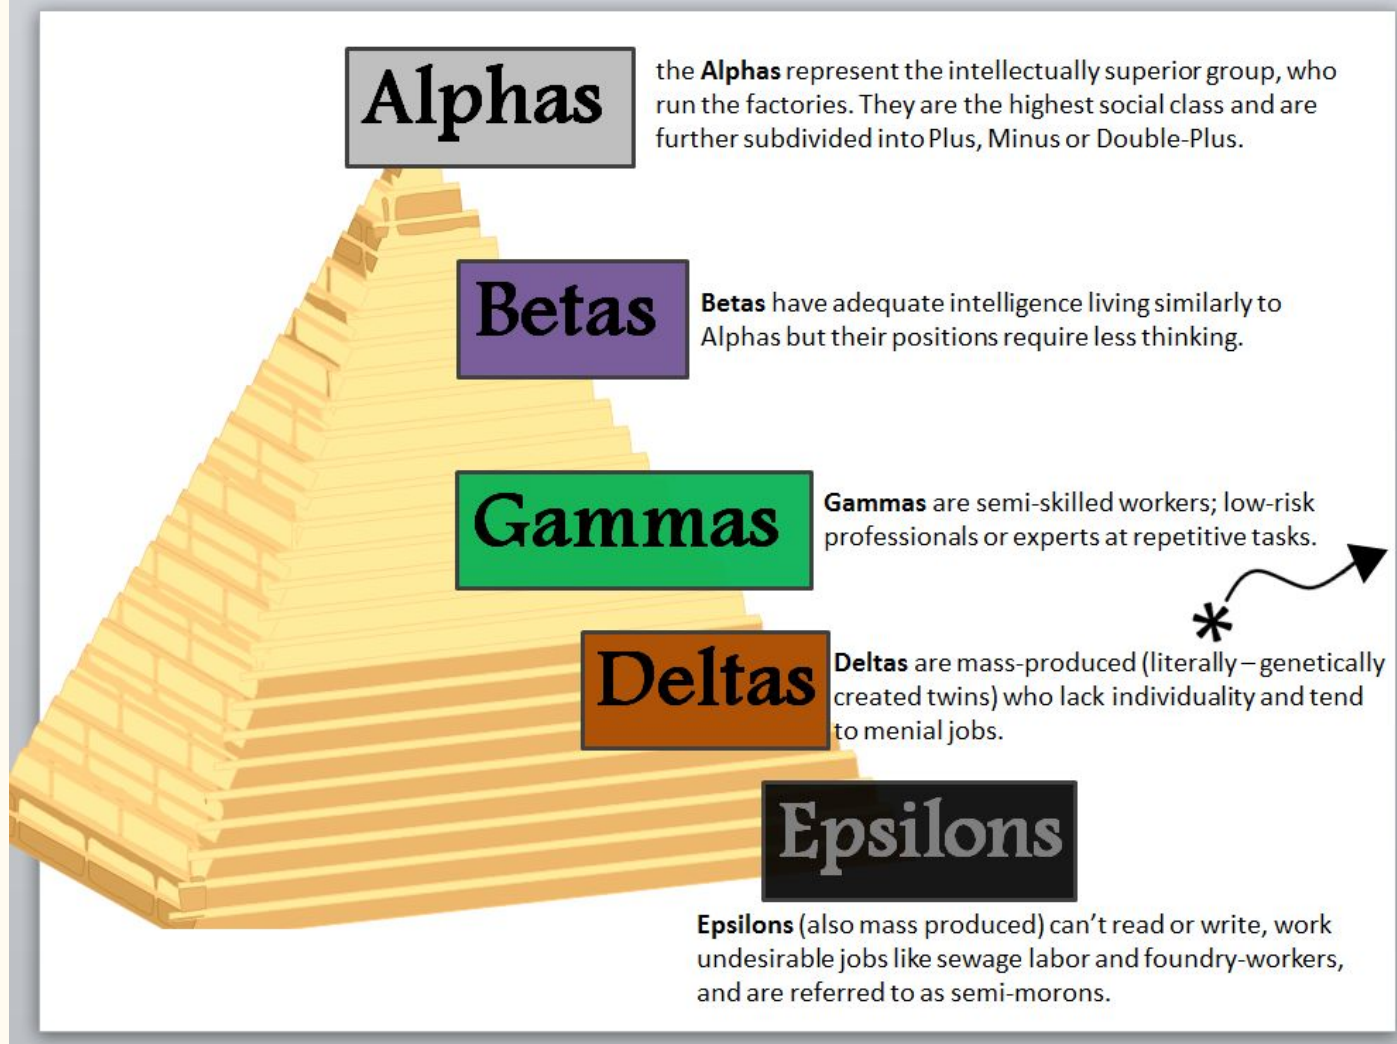 Alphas
the Alphas represent the intellectually superior group, who
run the factories. They are the highest social class and are
further subdivided into Plus, Minus or Double-Plus.
Betas
Betas have adequate intelligence living similarly to
Alphas but their positions require less thinking.
Gammas
Gammas are semi-skilled workers; low-risk
professionals or experts at repetitive tasks.
*
Deltas
Deltas are mass-produced (literally – genetically
created twins) who lack individuality and tend
to menial jobs.
Epsilons
Epsilons (also mass produced) can't read or write, work
undesirable jobs like sewage labor and foundry-workers,
and are referred to as semi-morons.